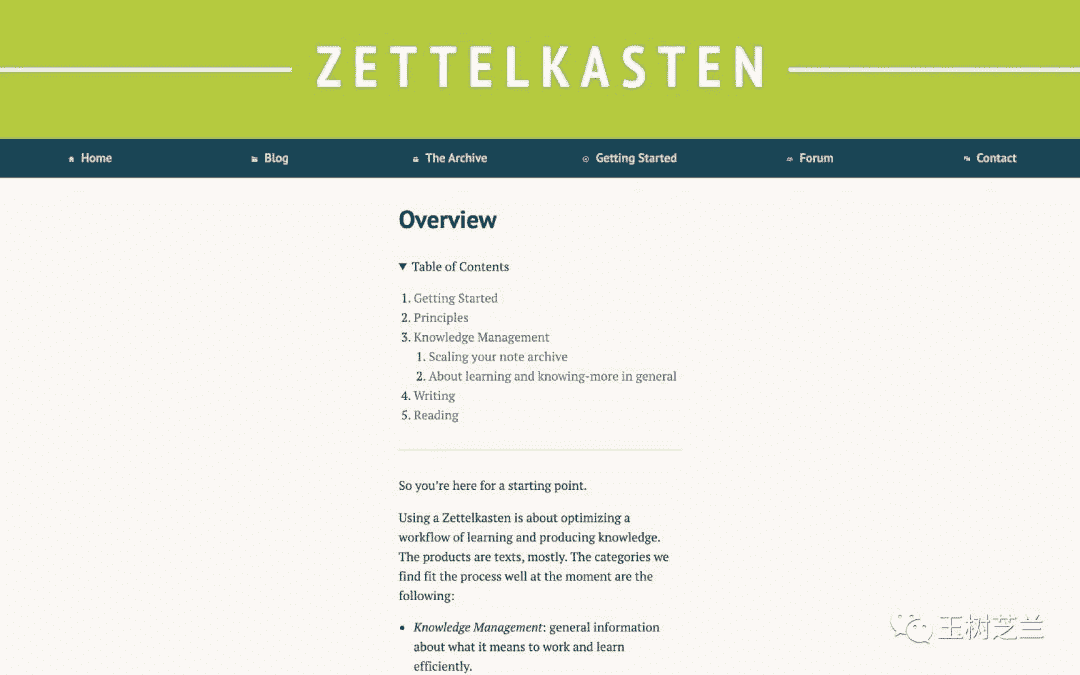 ZETTELKASTEN
Home Blog The Archive Getting Started Forum Contact
Overview
▼ Table of Contents
1. Getting Started
2. Principles
3. Knowledge Management
1. Scaling your note archive
2. About learning and knowing-more in general
4. Writing
5. Reading
So you’re here for a starting point.
Using a Zettelkasten is about optimizing a
workflow of learning and producing knowledge.
The products are texts, mostly. The categories we
find fit the process well at the moment are the
following:
• Knowledge Management: general information
about what it means to work and learn
efficiently.
玉树芝兰